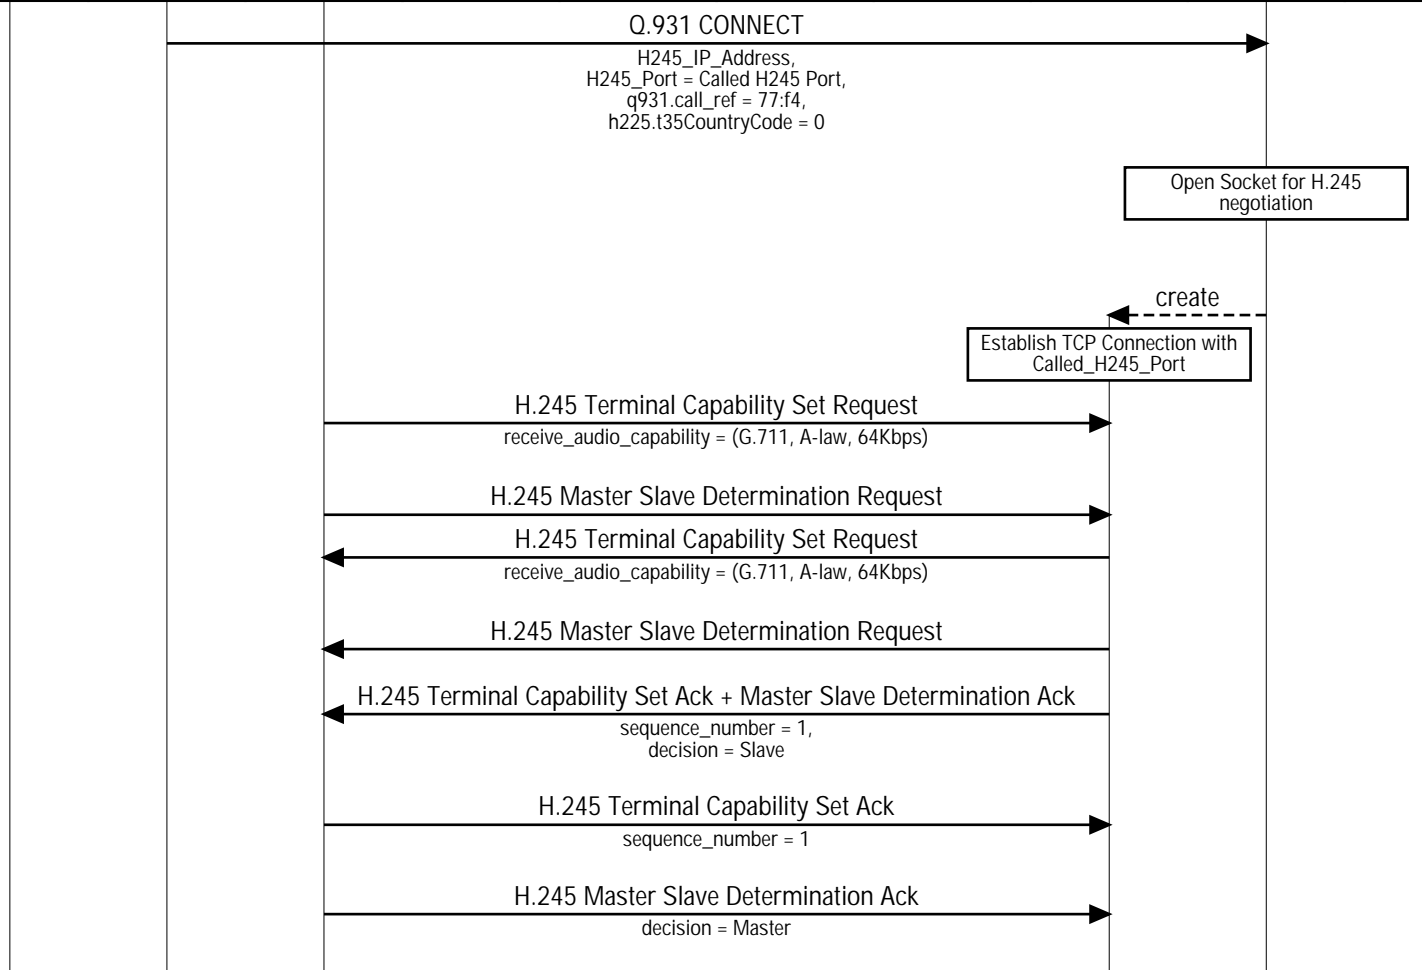 Q.931 CONNECT
H245_IP_Address,
H245_Port = Called H245 Port,
q931.call_ref = 77:f4,
h225.t35CountryCode = 0
Open Socket for H.245
negotiation
create
Establish TCP Connection with
Called_H245_Port
H.245 Terminal Capability Set Request
receive_audio_capability = (G.711, A-law, 64Kbps)
H.245 Master Slave Determination Request
H.245 Terminal Capability Set Request
receive_audio_capability = (G.711, A-law, 64Kbps)
H.245 Master Slave Determination Request
H.245 Terminal Capability Set Ack + Master Slave Determination Ack
sequence_number = 1,
decision = Slave
H.245 Terminal Capability Set Ack
sequence_number = 1
H.245 Master Slave Determination Ack
decision = Master